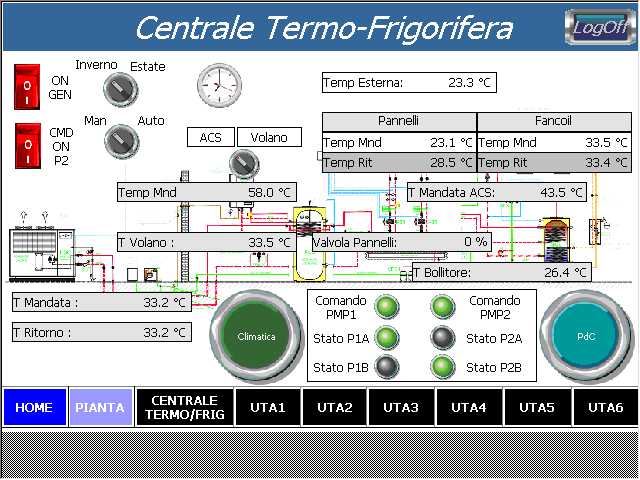 Centrale Termo-Frigorifera
LogOff
Inverno Estate
ON
GEN
Temp Esterna: 23.3 °C
Man Auto
CMD
ON
P2
ACS Volano
Pannelli Fancoil
Temp Mnd 23.1 °C Temp Mnd 33.5 °C
Temp Rit 28.5 °C Temp Rit 33.4 °C
Temp Mnd 58.0 °C
T Mandata ACS: 43.5 °C
T Volano : 33.5 °C
Valvola Pannelli: 0 %
T Bollitore: 26.4 °C
T Mandata : 33.2 °C
T Ritorno : 33.2 °C
Climatica
Comando
PMP1
Comando
PMP2
Stato P1A
Stato P2A
Stato P1B
Stato P2B
PdC
HOME
PIANTA
CENTRALE
TERMO/FRIG
UTA1
UTA2
UTA3
UTA4
UTA5
UTA6